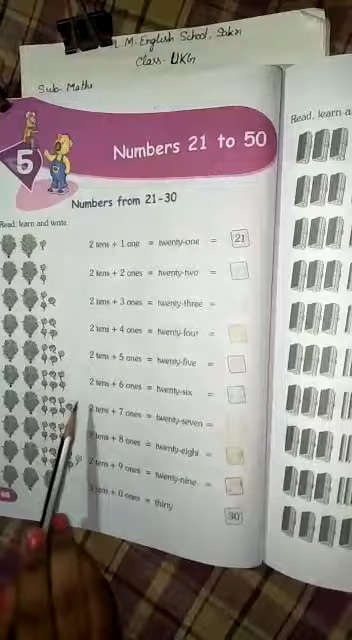 L.M. English School, Sakri
Class - UKG
Sub- Maths
5
Numbers 21 to 50
Numbers from 21-30
Read, learn and write.
2 tens + 1 one = twenty-one = 21
2 tens + 2 ones = twenty-two =
2 tens + 3 ones = twenty-three =
2 tens + 4 ones = twenty-four =
2 tens + 5 ones = twenty-five =
2 tens + 6 ones = twenty-six =
2 tens + 7 ones = twenty-seven =
2 tens + 8 ones = twenty-eight =
2 tens + 9 ones = twenty-nine =
3 tens + 0 ones = thirty
30
Read, learn a